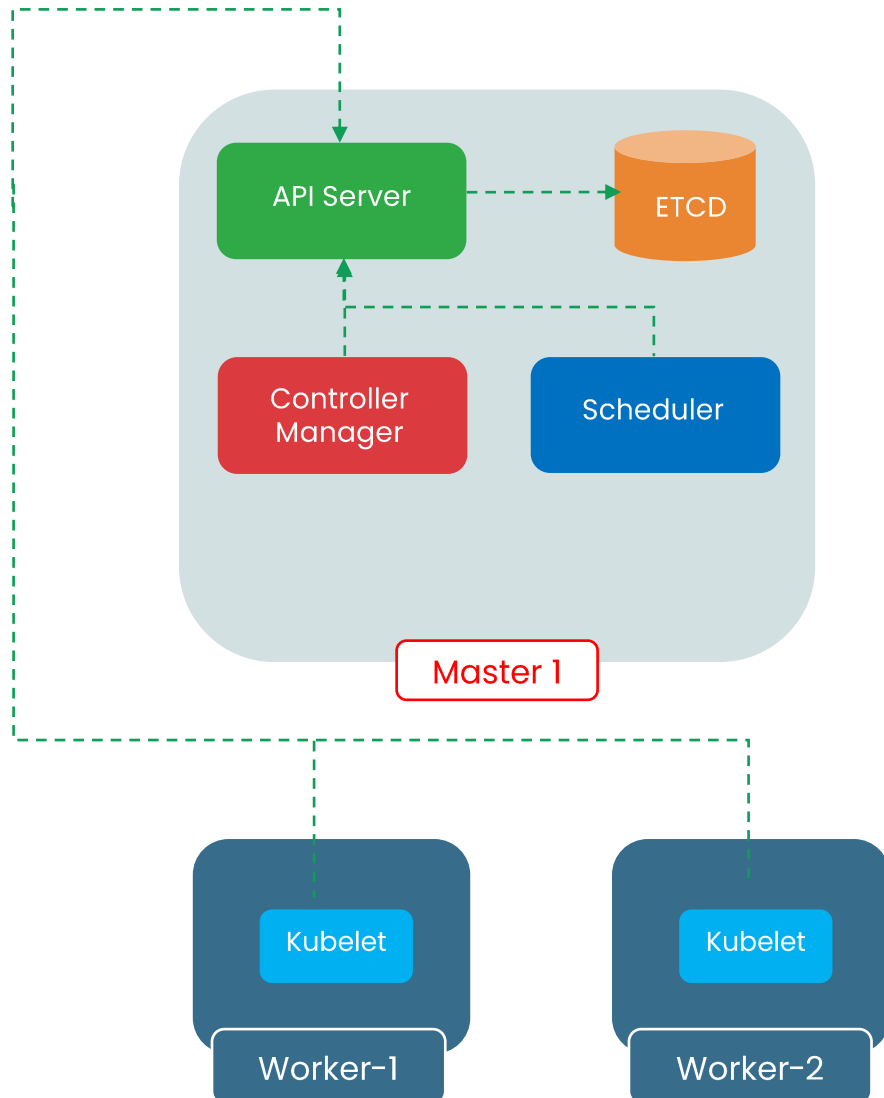 API Server
ETCD
Controller
Manager
Scheduler
Master 1
Kubelet
Kubelet
Worker-1
Worker-2